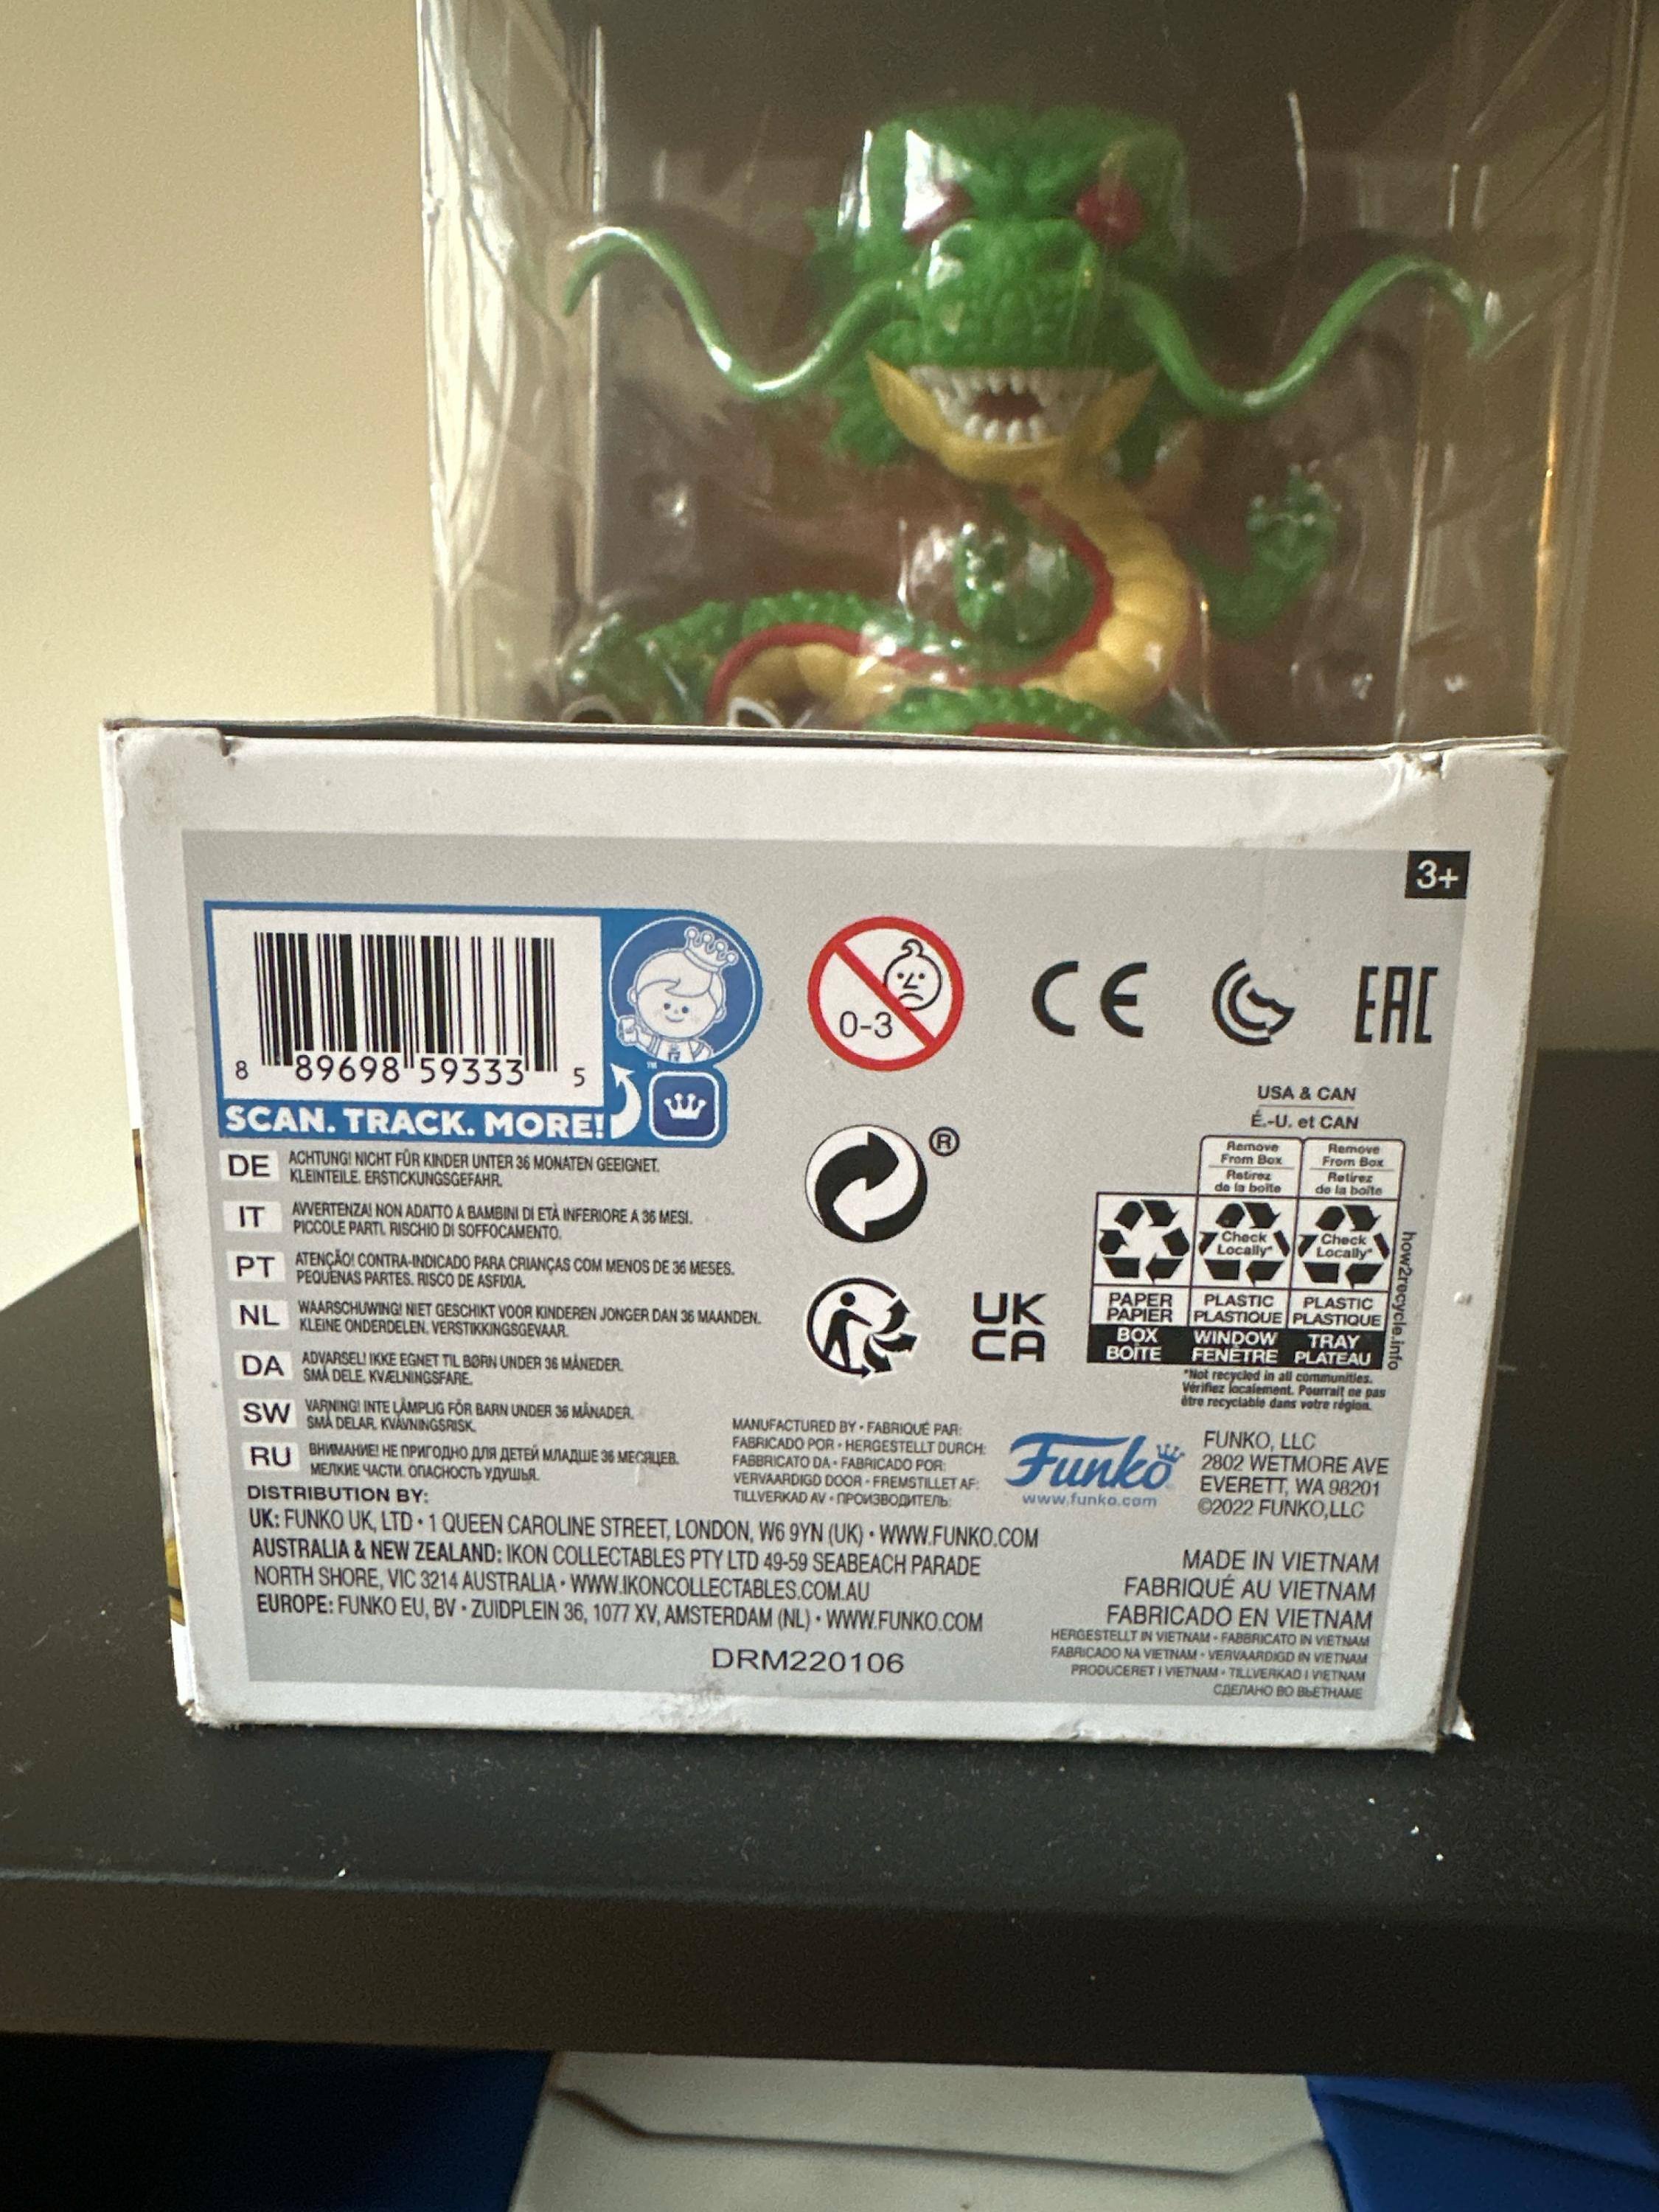 3+
8 89698 59333 5
SCAN. TRACK. MORE!
™
0-3
CE
EAC
DE ACHTUNG! NICHT FÜR KINDER UNTER 36 MONATEN GEEIGNET.
KLEINTEILE. ERSTICKUNGSGEFAHR.
IT AVVERTENZA! NON ADATTO A BAMBINI DI ETÀ INFERIORE A 36 MESI.
PICCOLE PARTI. RISCHIO DI SOFFOCAMENTO.
PT ATENÇÃO! CONTRA-INDICADO PARA CRIANÇAS COM MENOS DE 36 MESES.
PEQUENAS PARTES. RISCO DE ASFIXIA.
NL WAARSCHUWING! NIET GESCHIKT VOOR KINDEREN JONGER DAN 36 MAANDEN.
KLEINE ONDERDELEN. VERSTIKKINGSGEVAAR.
DA ADVARSEL! IKKE EGNET TIL BØRN UNDER 36 MÅNEDER.
SMÅ DELE. KVÆLNINGSFARE.
SW VARNING! INTE LÄMPLIG FÖR BARN UNDER 36 MÅNADER.
SMÅ DELAR. KVÄVNINGSRISK.
RU ВНИМАНИЕ! НЕ ПРИГОДНО ДЛЯ ДЕТЕЙ МЛАДШЕ 36 МЕСЯЦЕВ.
МЕЛКИЕ ЧАСТИ. ОПАСНОСТЬ УДУШЬЯ.
®
UK
CA
USA & CAN
É.-U. et CAN
Remove From Box
Retirez de la boîte
Remove From Box
Retirez de la boîte
Check Locally*
Check Locally*
PAPER PAPIER
PLASTIC PLASTIQUE
PLASTIC PLASTIQUE
BOX BOÎTE
WINDOW FENÊTRE
TRAY PLATEAU
how2recycle.info
*Not recycled in all communities.
Vérifiez localement. Pourrait ne pas
être recyclable dans votre région.
MANUFACTURED BY • FABRIQUÉ PAR:
FABRICADO POR • HERGESTELLT DURCH:
FABBRICATO DA • FABRICADO POR:
VERVAARDIGD DOOR • FREMSTILLET AF:
TILLVERKAD AV • ПРОИЗВОДИТЕЛЬ:
Funko
www.funko.com
FUNKO, LLC
2802 WETMORE AVE
EVERETT, WA 98201
©2022 FUNKO,LLC
DISTRIBUTION BY:
UK: FUNKO UK, LTD • 1 QUEEN CAROLINE STREET, LONDON, W6 9YN (UK) • WWW.FUNKO.COM
AUSTRALIA & NEW ZEALAND: IKON COLLECTABLES PTY LTD 49-59 SEABEACH PARADE
NORTH SHORE, VIC 3214 AUSTRALIA • WWW.IKONCOLLECTABLES.COM.AU
EUROPE: FUNKO EU, BV • ZUIDPLEIN 36, 1077 XV, AMSTERDAM (NL) • WWW.FUNKO.COM
DRM220106
MADE IN VIETNAM
FABRIQUÉ AU VIETNAM
FABRICADO EN VIETNAM
HERGESTELLT IN VIETNAM • FABBRICATO IN VIETNAM
FABRICADO NA VIETNAM • VERVAARDIGD IN VIETNAM
PRODUCERET I VIETNAM • TILLVERKAD I VIETNAM
СДЕЛАНО ВО ВЬЕТНАМЕ